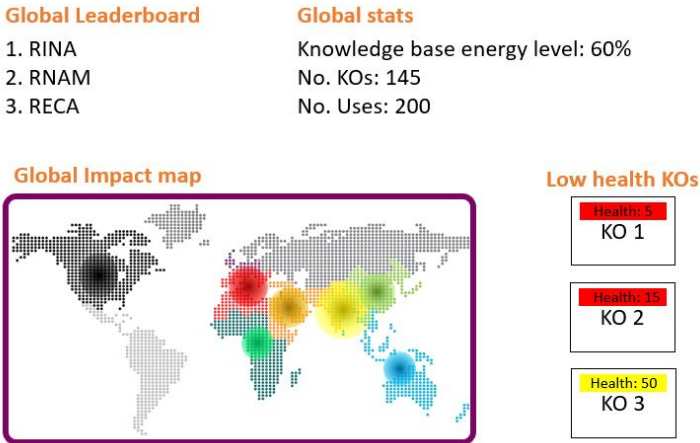 Global Leaderboard
1. RINA
2. RNAM
3. RECA
Global stats
Knowledge base energy level: 60%
No. KOs: 145
No. Uses: 200
Global Impact map
Low health KOs
Health: 5
KO 1
Health: 15
KO 2
Health: 50
KO 3